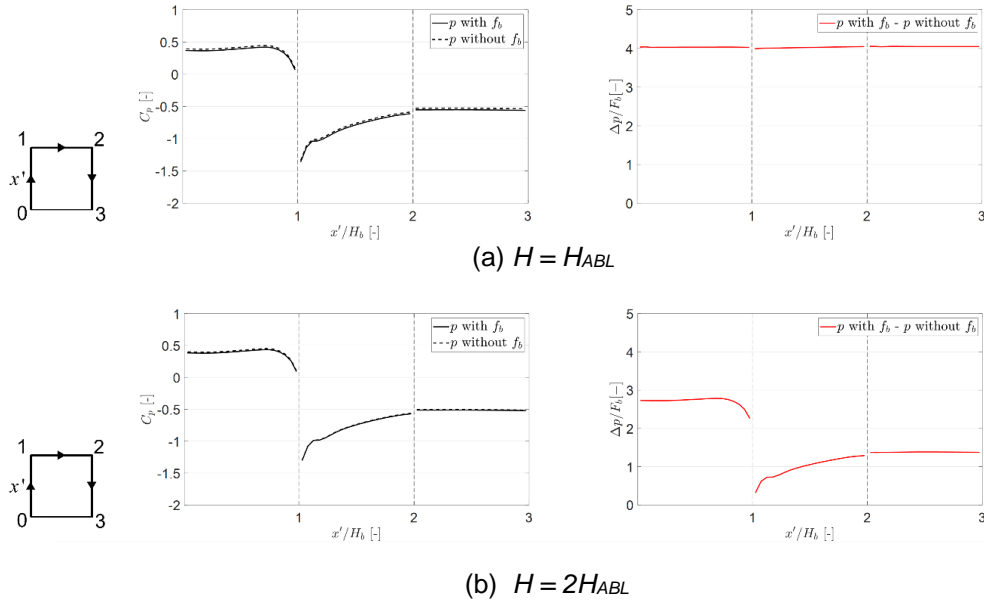 1
0.5
0
-0.5
-1
-1.5
-2
C_p [-]
p with f_b
p without f_b
1
2
3
x'/H_b [-]
5
4
3
2
1
0
Δp/F_b[−]
p with f_b - p without f_b
1
2
3
x'/H_b [-]
1
2
x'
0
3
(a) H = H_ABL
1
0.5
0
-0.5
-1
-1.5
-2
C_p [-]
p with f_b
p without f_b
1
2
3
x'/H_b [-]
5
4
3
2
1
0
Δp/F_b[−]
p with f_b - p without f_b
1
2
3
x'/H_b [-]
1
2
x'
0
3
(b) H = 2H_ABL